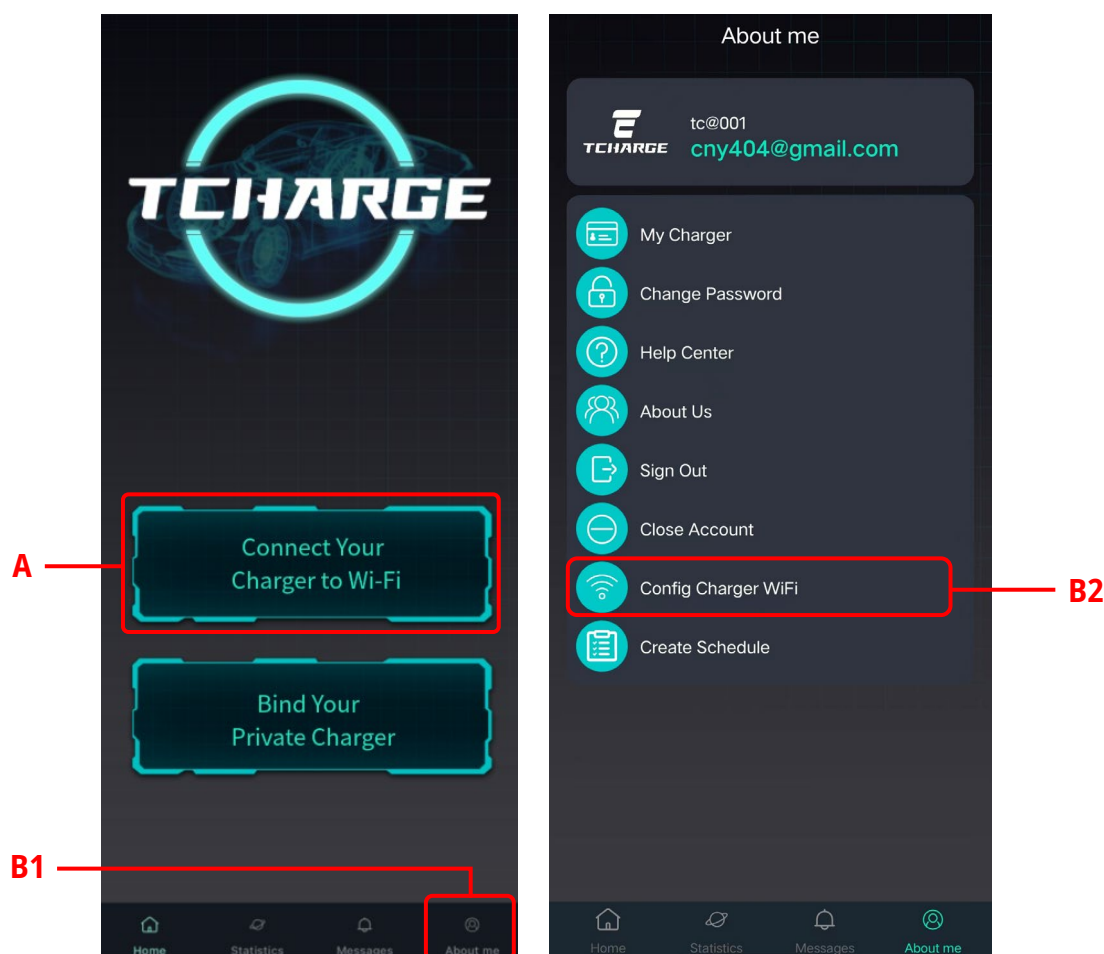 TCHARGE
A
Connect Your
Charger to Wi-Fi
Bind Your
Private Charger
B1
Home
Statistics
Messages
About me
About me
TCHARGE
tc@001
cny404@gmail.com
My Charger
Change Password
Help Center
About Us
Sign Out
Close Account
Config Charger WiFi
B2
Create Schedule
Home
Statistics
Messages
About me